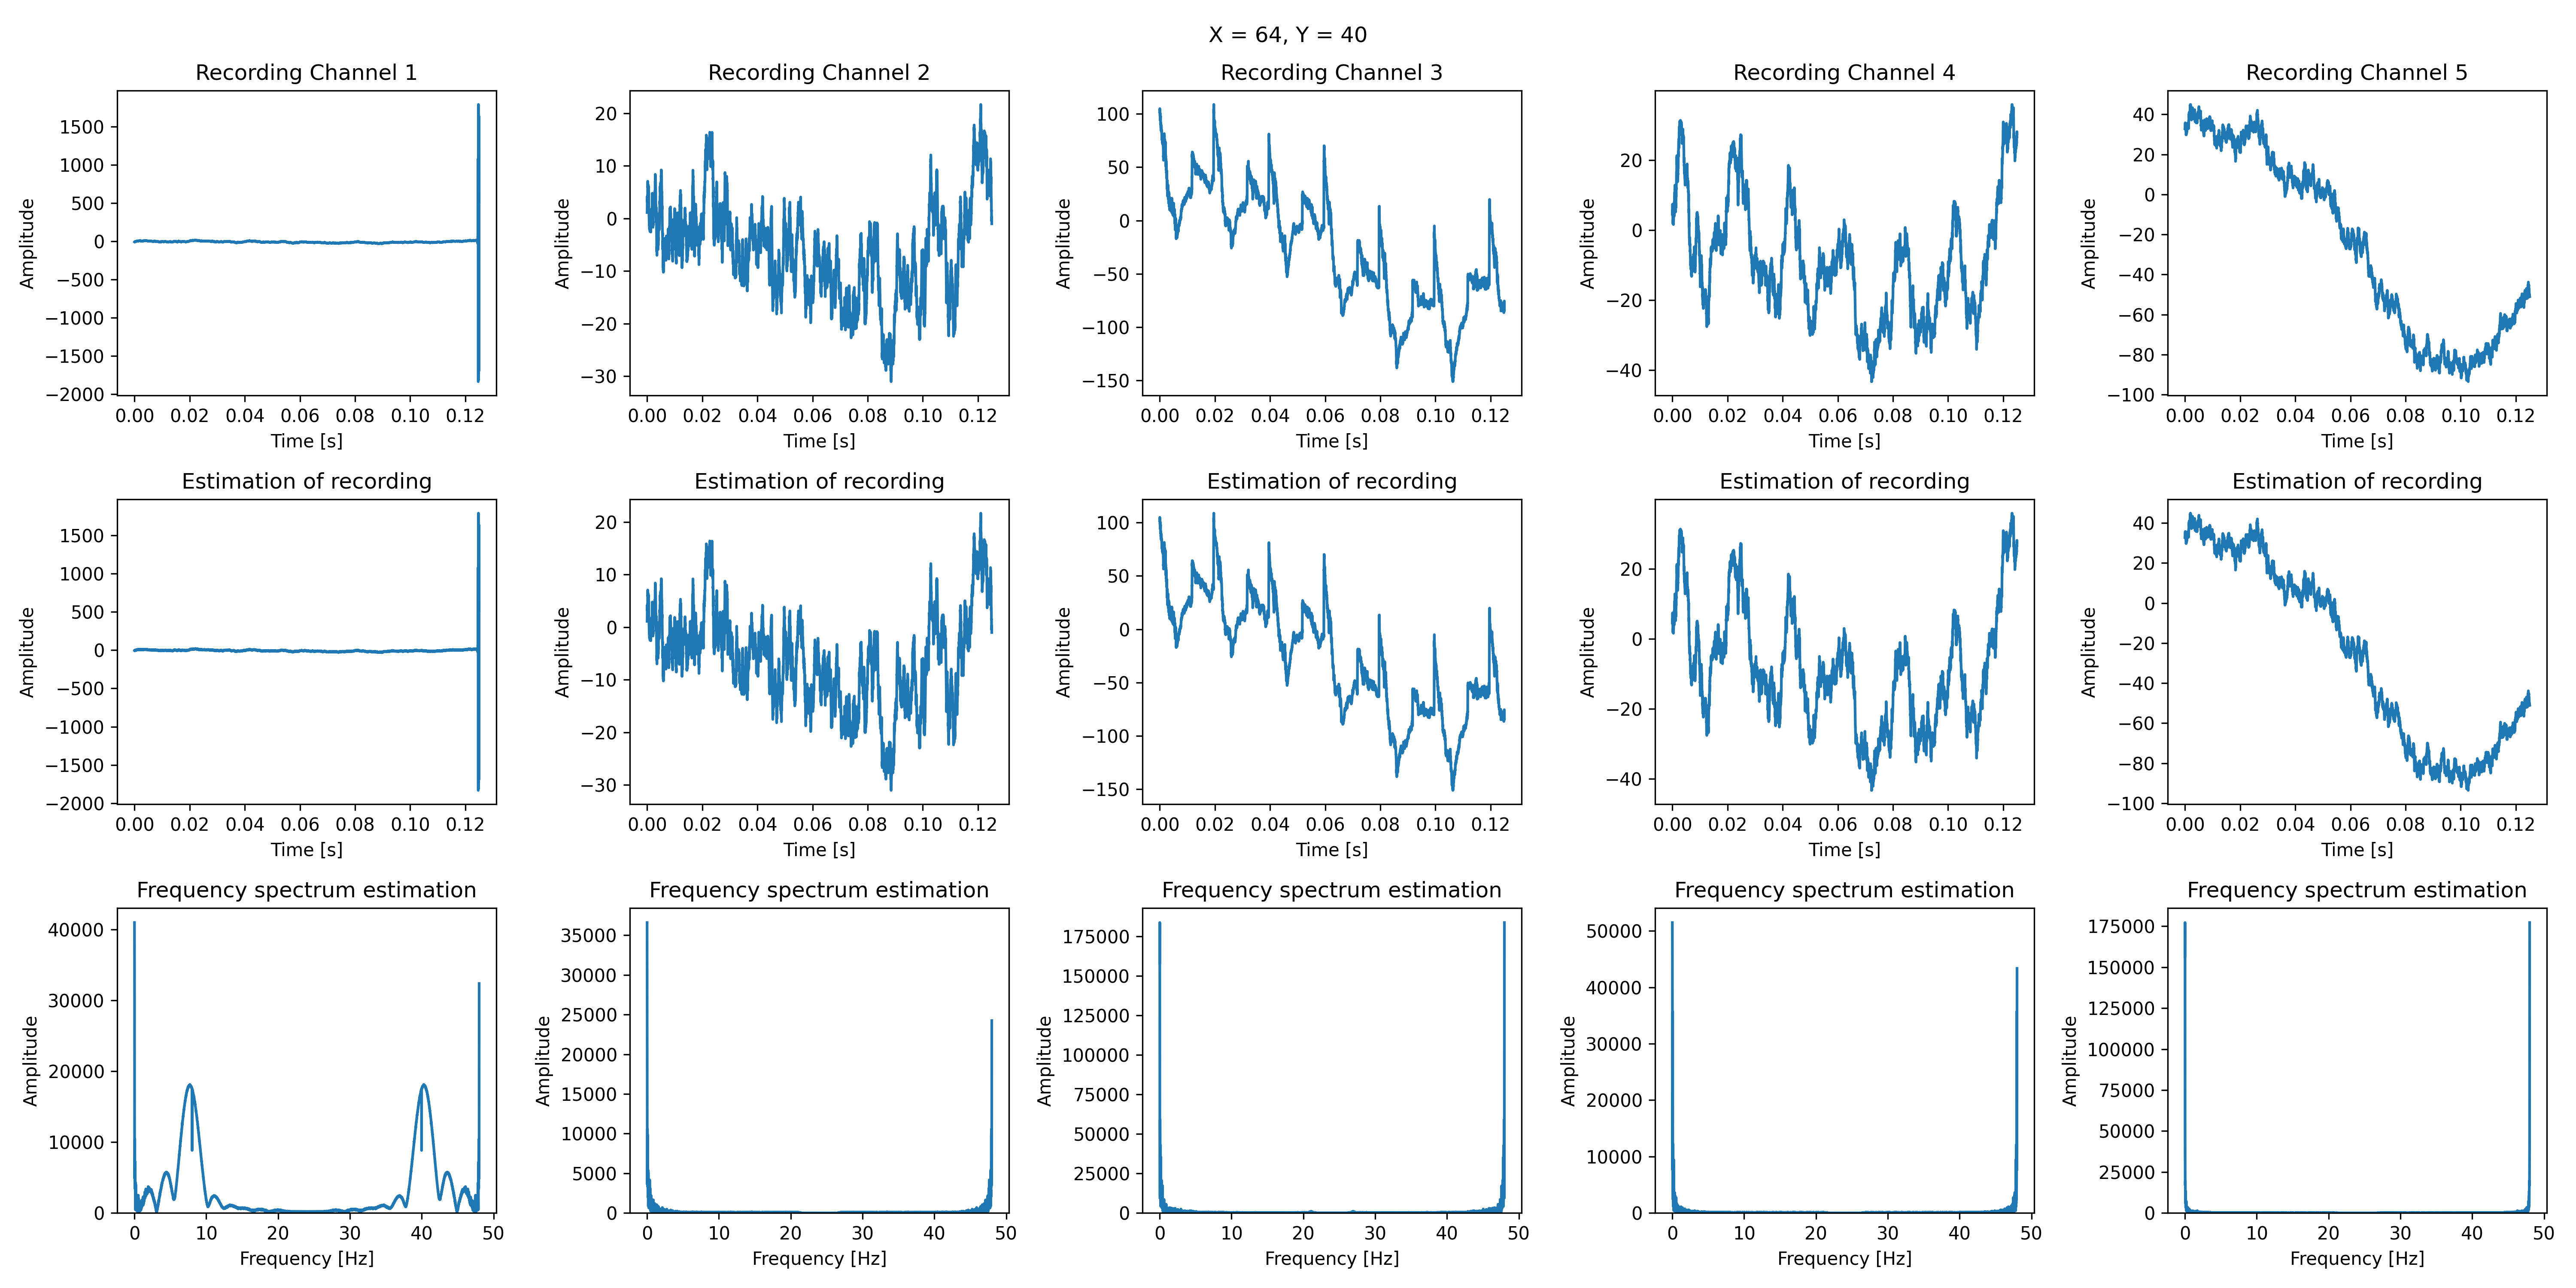 X = 64, Y = 40
Recording Channel 1
Recording Channel 2
Recording Channel 3
Recording Channel 4
Recording Channel 5
Amplitude
1500
1000
500
0
−500
−1000
−1500
−2000
0.00 0.02 0.04 0.06 0.08 0.10 0.12
Time [s]
Amplitude
20
10
0
−10
−20
−30
0.00 0.02 0.04 0.06 0.08 0.10 0.12
Time [s]
Amplitude
100
50
0
−50
−100
−150
0.00 0.02 0.04 0.06 0.08 0.10 0.12
Time [s]
Amplitude
20
0
−20
−40
0.00 0.02 0.04 0.06 0.08 0.10 0.12
Time [s]
Amplitude
40
20
0
−20
−40
−60
−80
−100
0.00 0.02 0.04 0.06 0.08 0.10 0.12
Time [s]
Estimation of recording
Estimation of recording
Estimation of recording
Estimation of recording
Estimation of recording
Amplitude
1500
1000
500
0
−500
−1000
−1500
−2000
0.00 0.02 0.04 0.06 0.08 0.10 0.12
Time [s]
Amplitude
20
10
0
−10
−20
−30
0.00 0.02 0.04 0.06 0.08 0.10 0.12
Time [s]
Amplitude
100
50
0
−50
−100
−150
0.00 0.02 0.04 0.06 0.08 0.10 0.12
Time [s]
Amplitude
20
0
−20
−40
0.00 0.02 0.04 0.06 0.08 0.10 0.12
Time [s]
Amplitude
40
20
0
−20
−40
−60
−80
−100
0.00 0.02 0.04 0.06 0.08 0.10 0.12
Time [s]
Frequency spectrum estimation
Frequency spectrum estimation
Frequency spectrum estimation
Frequency spectrum estimation
Frequency spectrum estimation
Amplitude
40000
30000
20000
10000
0
0 10 20 30 40 50
Frequency [Hz]
Amplitude
35000
30000
25000
20000
15000
10000
5000
0
0 10 20 30 40 50
Frequency [Hz]
Amplitude
175000
150000
125000
100000
75000
50000
25000
0
0 10 20 30 40 50
Frequency [Hz]
Amplitude
50000
40000
30000
20000
10000
0
0 10 20 30 40 50
Frequency [Hz]
Amplitude
175000
150000
125000
100000
75000
50000
25000
0
0 10 20 30 40 50
Frequency [Hz]